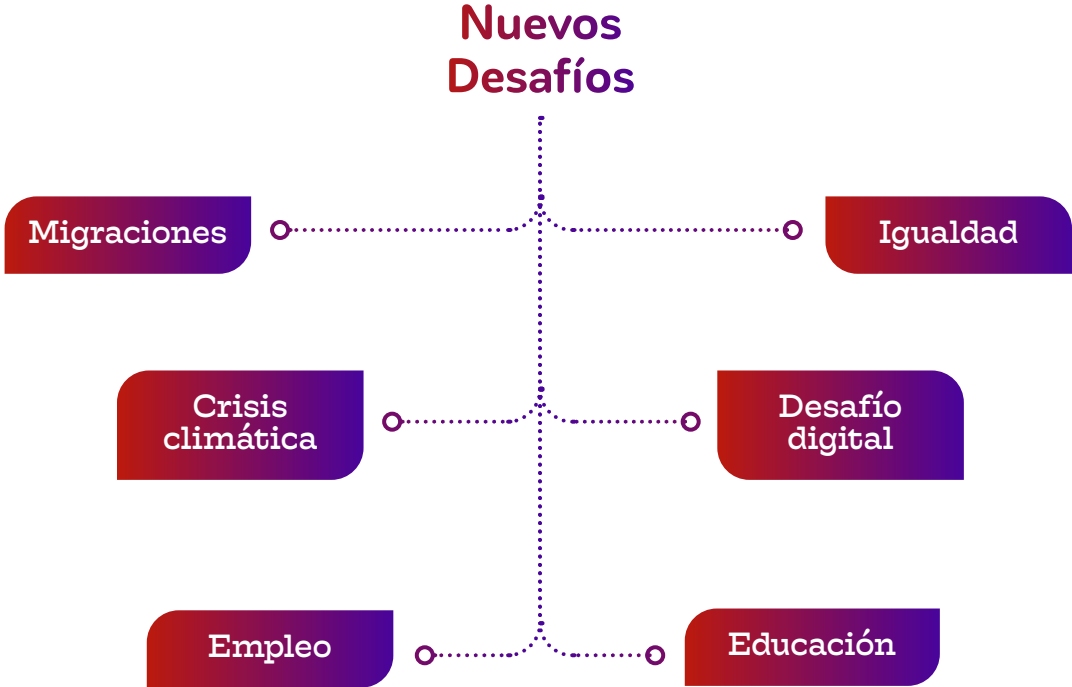 Nuevos
Desafíos
Migraciones
Igualdad
Crisis
climática
Desafío
digital
Empleo
Educación